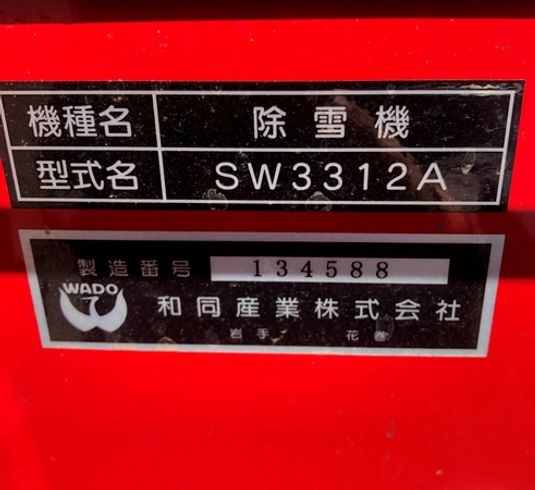 機種名 除雪機
型式名 SW3312A
製造番号 134588
WADO 和同産業株式会社
岩手 花巻